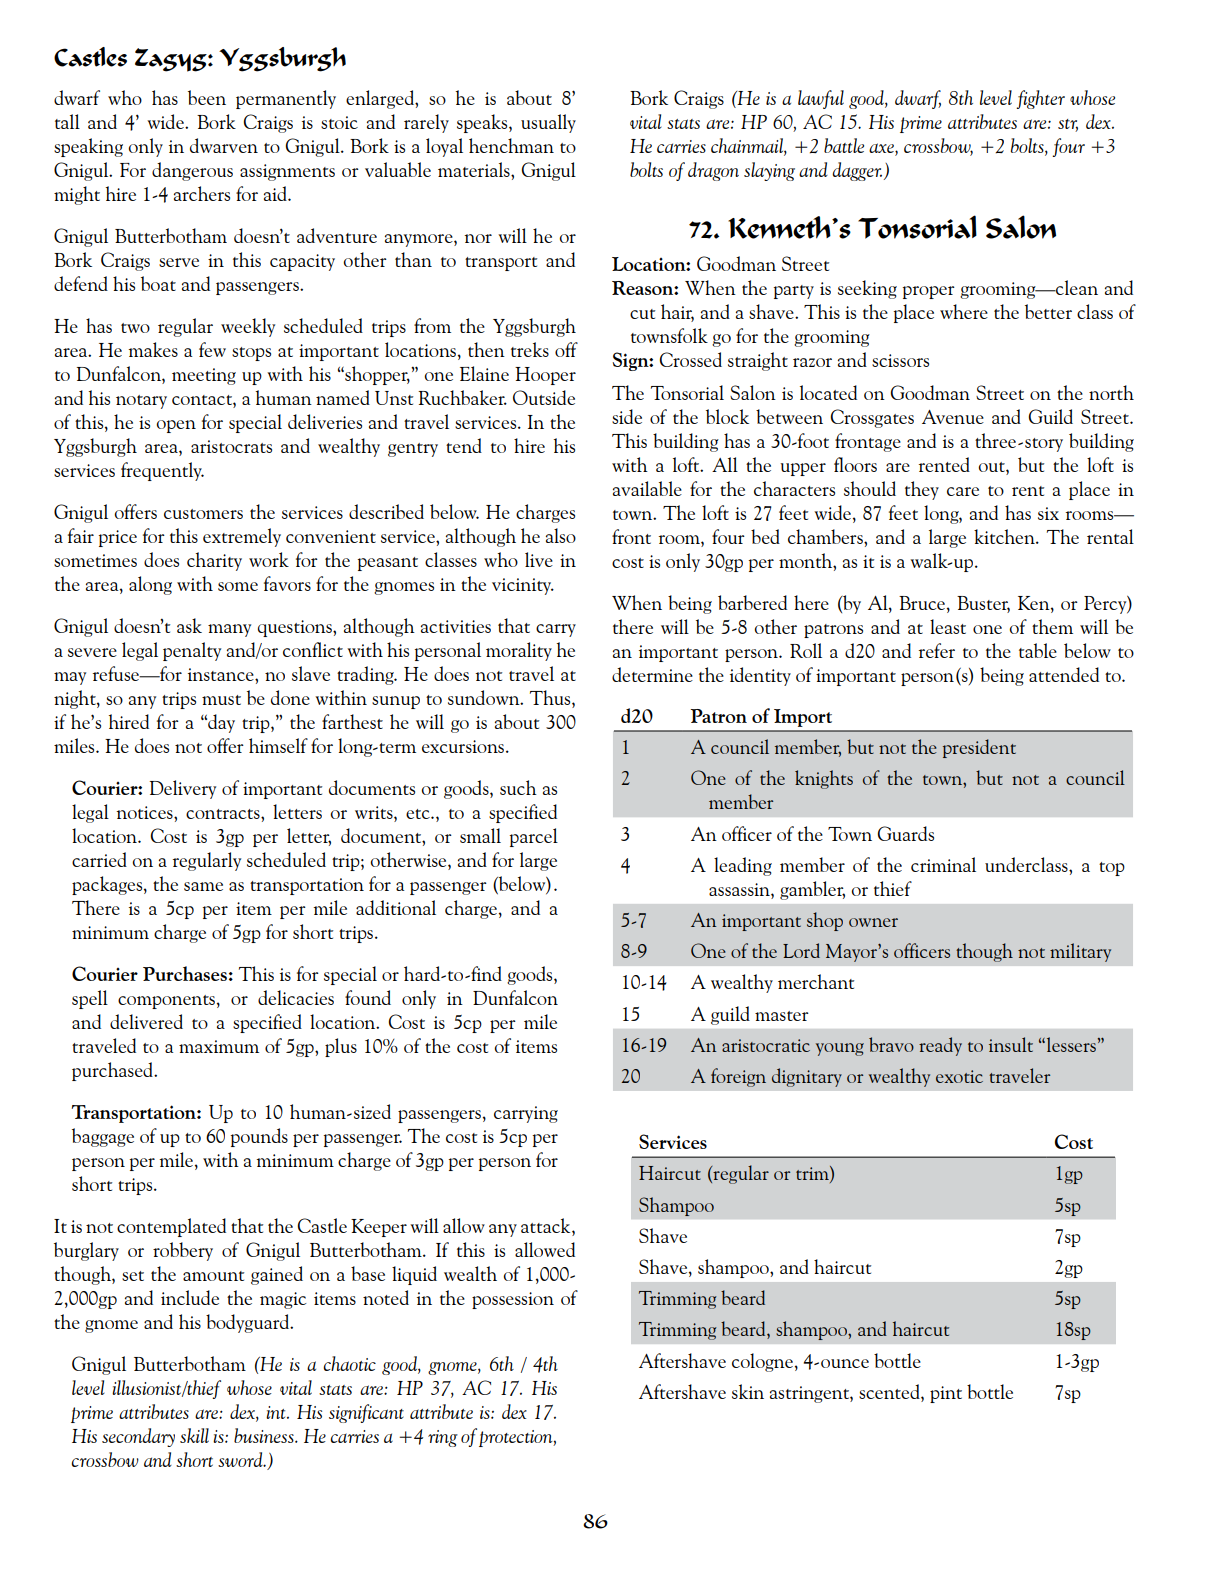 Castles Zagyg: Yggsburgh
dwarf who has been permanently enlarged, so he is about 8’
tall and 4’ wide. Bork Craigs is stoic and rarely speaks, usually
speaking only in dwarven to Gnigul. Bork is a loyal henchman to
Gnigul. For dangerous assignments or valuable materials, Gnigul
might hire 1-4 archers for aid.
Gnigul Butterbotham doesn’t adventure anymore, nor will he or
Bork Craigs serve in this capacity other than to transport and
defend his boat and passengers.
He has two regular weekly scheduled trips from the Yggsburgh
area. He makes a few stops at important locations, then treks off
to Dunfalcon, meeting up with his “shopper,” one Elaine Hooper
and his notary contact, a human named Unst Ruchbaker. Outside
of this, he is open for special deliveries and travel services. In the
Yggsburgh area, aristocrats and wealthy gentry tend to hire his
services frequently.
Gnigul offers customers the services described below. He charges
a fair price for this extremely convenient service, although he also
sometimes does charity work for the peasant classes who live in
the area, along with some favors for the gnomes in the vicinity.
Gnigul doesn’t ask many questions, although activities that carry
a severe legal penalty and/or conflict with his personal morality he
may refuse—for instance, no slave trading. He does not travel at
night, so any trips must be done within sunup to sundown. Thus,
if he’s hired for a “day trip,” the farthest he will go is about 300
miles. He does not offer himself for long-term excursions.
Courier: Delivery of important documents or goods, such as
legal notices, contracts, letters or writs, etc., to a specified
location. Cost is 3gp per letter, document, or small parcel
carried on a regularly scheduled trip; otherwise, and for large
packages, the same as transportation for a passenger (below).
There is a 5cp per item per mile additional charge, and a
minimum charge of 5gp for short trips.
Courier Purchases: This is for special or hard-to-find goods,
spell components, or delicacies found only in Dunfalcon
and delivered to a specified location. Cost is 5cp per mile
traveled to a maximum of 5gp, plus 10% of the cost of items
purchased.
Transportation: Up to 10 human-sized passengers, carrying
baggage of up to 60 pounds per passenger. The cost is 5cp per
person per mile, with a minimum charge of 3gp per person for
short trips.
It is not contemplated that the Castle Keeper will allow any attack,
burglary or robbery of Gnigul Butterbotham. If this is allowed
though, set the amount gained on a base liquid wealth of 1,000-
2,000gp and include the magic items noted in the possession of
the gnome and his bodyguard.
Gnigul Butterbotham (He is a chaotic good, gnome, 6th / 4th
level illusionist/thief whose vital stats are: HP 37, AC 17. His
prime attributes are: dex, int. His significant attribute is: dex 17.
His secondary skill is: business. He carries a +4 ring of protection,
crossbow and short sword.)
Bork Craigs (He is a lawful good, dwarf, 8th level fighter whose
vital stats are: HP 60, AC 15. His prime attributes are: str, dex.
He carries chainmail, +2 battle axe, crossbow, +2 bolts, four +3
bolts of dragon slaying and dagger.)
72. Kenneth’s Tonsorial Salon
Location: Goodman Street
Reason: When the party is seeking proper grooming—clean and
cut hair, and a shave. This is the place where the better class of
townsfolk go for the grooming
Sign: Crossed straight razor and scissors
The Tonsorial Salon is located on Goodman Street on the north
side of the block between Crossgates Avenue and Guild Street.
This building has a 30-foot frontage and is a three-story building
with a loft. All the upper floors are rented out, but the loft is
available for the characters should they care to rent a place in
town. The loft is 27 feet wide, 87 feet long, and has six rooms—
front room, four bed chambers, and a large kitchen. The rental
cost is only 30gp per month, as it is a walk-up.
When being barbered here (by Al, Bruce, Buster, Ken, or Percy)
there will be 5-8 other patrons and at least one of them will be
an important person. Roll a d20 and refer to the table below to
determine the identity of important person(s) being attended to.
d20 Patron of Import
1 A council member, but not the president
2 One of the knights of the town, but not a council
member
3 An officer of the Town Guards
4 A leading member of the criminal underclass, a top
assassin, gambler, or thief
5-7 An important shop owner
8-9 One of the Lord Mayor’s officers though not military
10-14 A wealthy merchant
15 A guild master
16-19 An aristocratic young bravo ready to insult “lessers”
20 A foreign dignitary or wealthy exotic traveler
Services Cost
Haircut (regular or trim) 1gp
Shampoo 5sp
Shave 7sp
Shave, shampoo, and haircut 2gp
Trimming beard 5sp
Trimming beard, shampoo, and haircut 18sp
Aftershave cologne, 4-ounce bottle 1-3gp
Aftershave skin astringent, scented, pint bottle 7sp
86